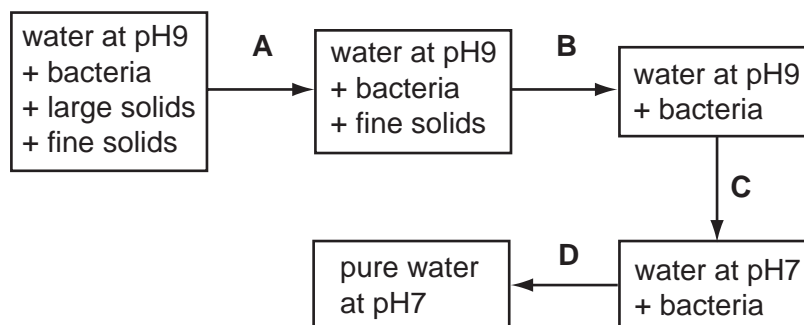 water at pH9
+ bacteria
+ large solids
+ fine solids
A
water at pH9
+ bacteria
+ fine solids
B
water at pH9
+ bacteria
C
water at pH7
+ bacteria
D
pure water
at pH7